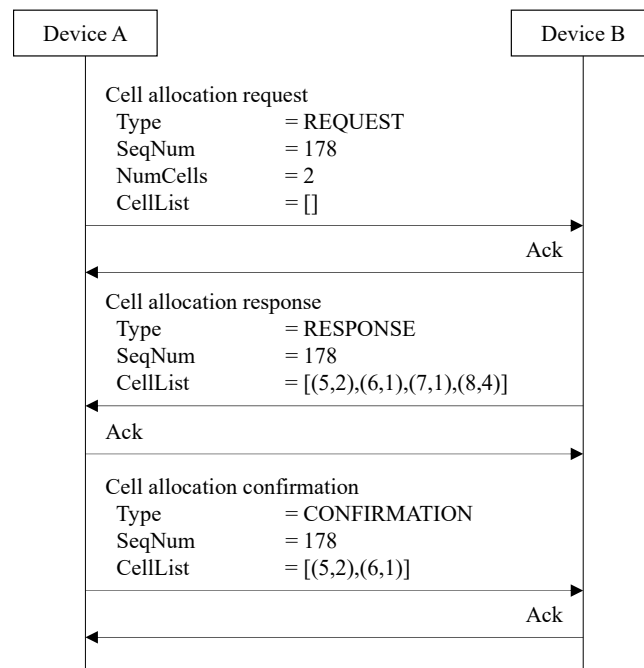 Device A
Device B
Cell allocation request
Type = REQUEST
SeqNum = 178
NumCells = 2
CellList = []
Ack
Cell allocation response
Type = RESPONSE
SeqNum = 178
CellList = [(5,2),(6,1),(7,1),(8,4)]
Ack
Cell allocation confirmation
Type = CONFIRMATION
SeqNum = 178
CellList = [(5,2),(6,1)]
Ack